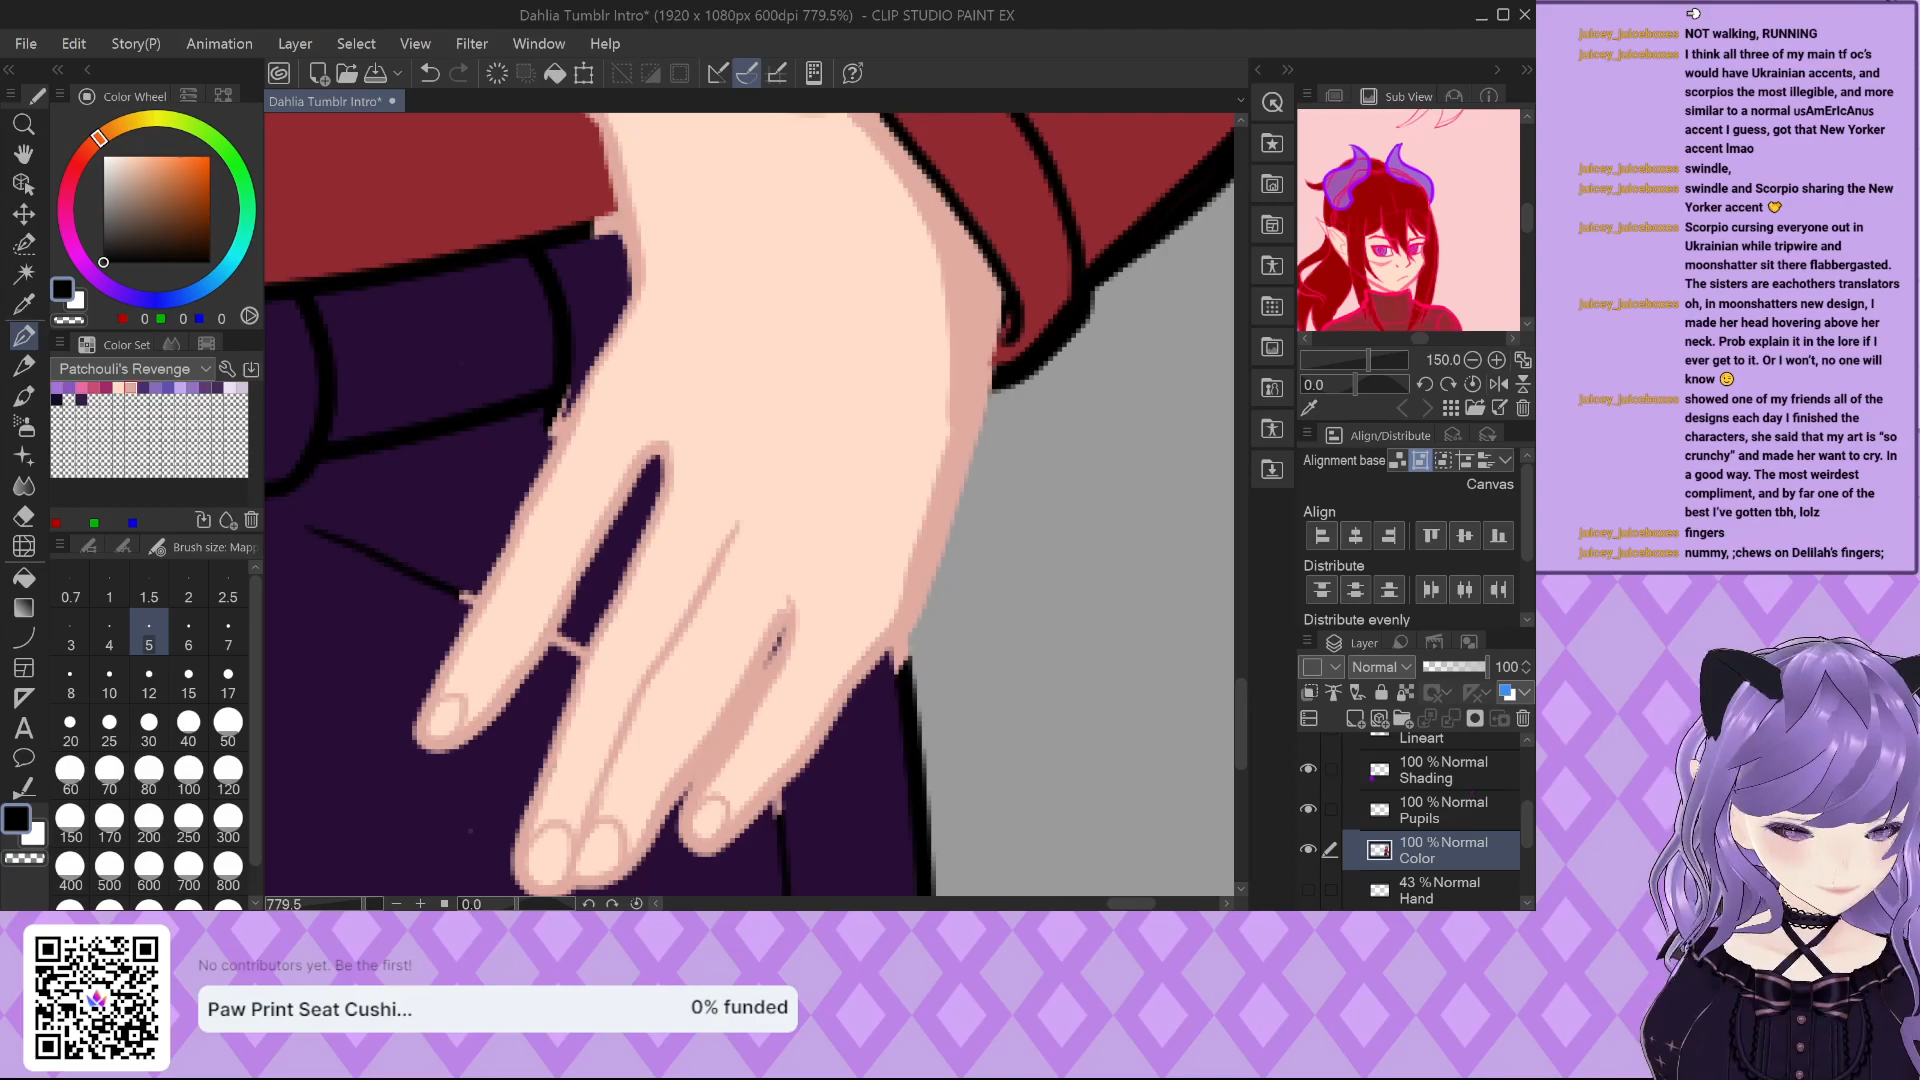 Dahlia Tumblr Intro* (1920 x 1080px 600dpi 779.5%) - CLIP STUDIO PAINT EX
File Edit Story(P) Animation Layer Select View Filter Window Help
Color Wheel
Dahlia Tumblr Intro*
Sub View
0 0 0
Color Set
Patchouli's Revenge
Brush size: Mapp
0.7 1 1.5 2 2.5
3 4 5 6 7
8 10 12 15 17
20 25 30 40 50
60 70 80 100 120
150 170 200 250 300
400 500 600 700 800
779.5 0.0
150.0
0.0
Align/Distribute
Alignment base
Canvas
Align
Distribute
Distribute evenly
Layer
Normal 100
Lineart
100 % Normal
Shading
100 % Normal
Pupils
100 % Normal
Color
43 % Normal
Hand
juicey_juiceboxes NOT walking, RUNNING
juicey_juiceboxes I think all three of my main tf oc's
would have Ukrainian accents, and
scorpios the most illegible, and more
similar to a normal usAmErIcAnus
accent I guess, got that New Yorker
accent lmao
juicey_juiceboxes swindle,
juicey_juiceboxes swindle and Scorpio sharing the New
Yorker accent
juicey_juiceboxes Scorpio cursing everyone out in
Ukrainian while tripwire and
moonshatter sit there flabbergasted.
The sisters are eachothers translators
juicey_juiceboxes oh, in moonshatters new design, I
made her head hovering above her
neck. Prob explain it in the lore if I
ever get to it. Or I won't, no one will
know
juicey_juiceboxes showed one of my friends all of the
designs each day I finished the
characters, she said that my art is “so
crunchy” and made her want to cry. In
a good way. The most weirdest
compliment, and by far one of the
best I've gotten tbh, lolz
juicey_juiceboxes fingers
juicey_juiceboxes nummy, ;chews on Delilah's fingers;
No contributors yet. Be the first!
Paw Print Seat Cushi... 0% funded